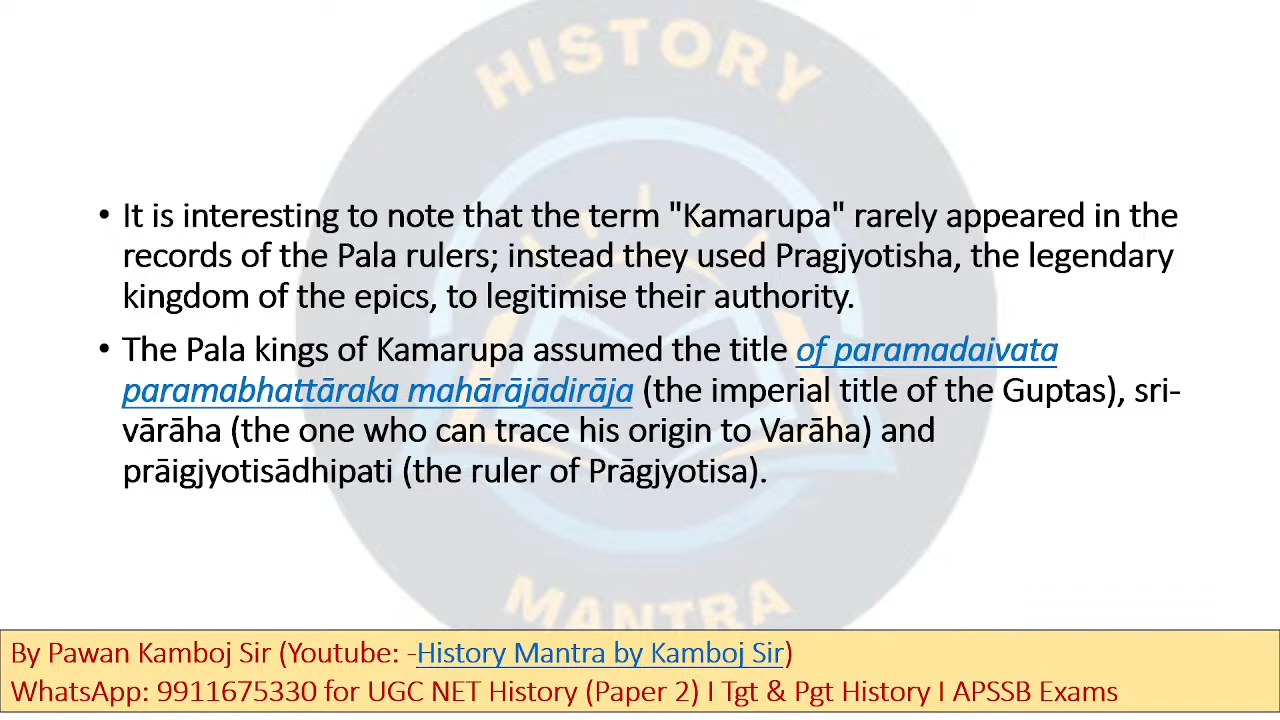 HISTORY
• It is interesting to note that the term "Kamarupa" rarely appeared in the
records of the Pala rulers; instead they used Pragjyotisha, the legendary
kingdom of the epics, to legitimise their authority.
• The Pala kings of Kamarupa assumed the title of paramadaivata
paramabhattāraka mahārājādirāja (the imperial title of the Guptas), sri-
vārāha (the one who can trace his origin to Varāha) and
prāigjyotisādhipati (the ruler of Prāgjyotisa).
MANTRA
By Pawan Kamboj Sir (Youtube: -History Mantra by Kamboj Sir)
WhatsApp: 9911675330 for UGC NET History (Paper 2) I Tgt & Pgt History I APSSB Exams